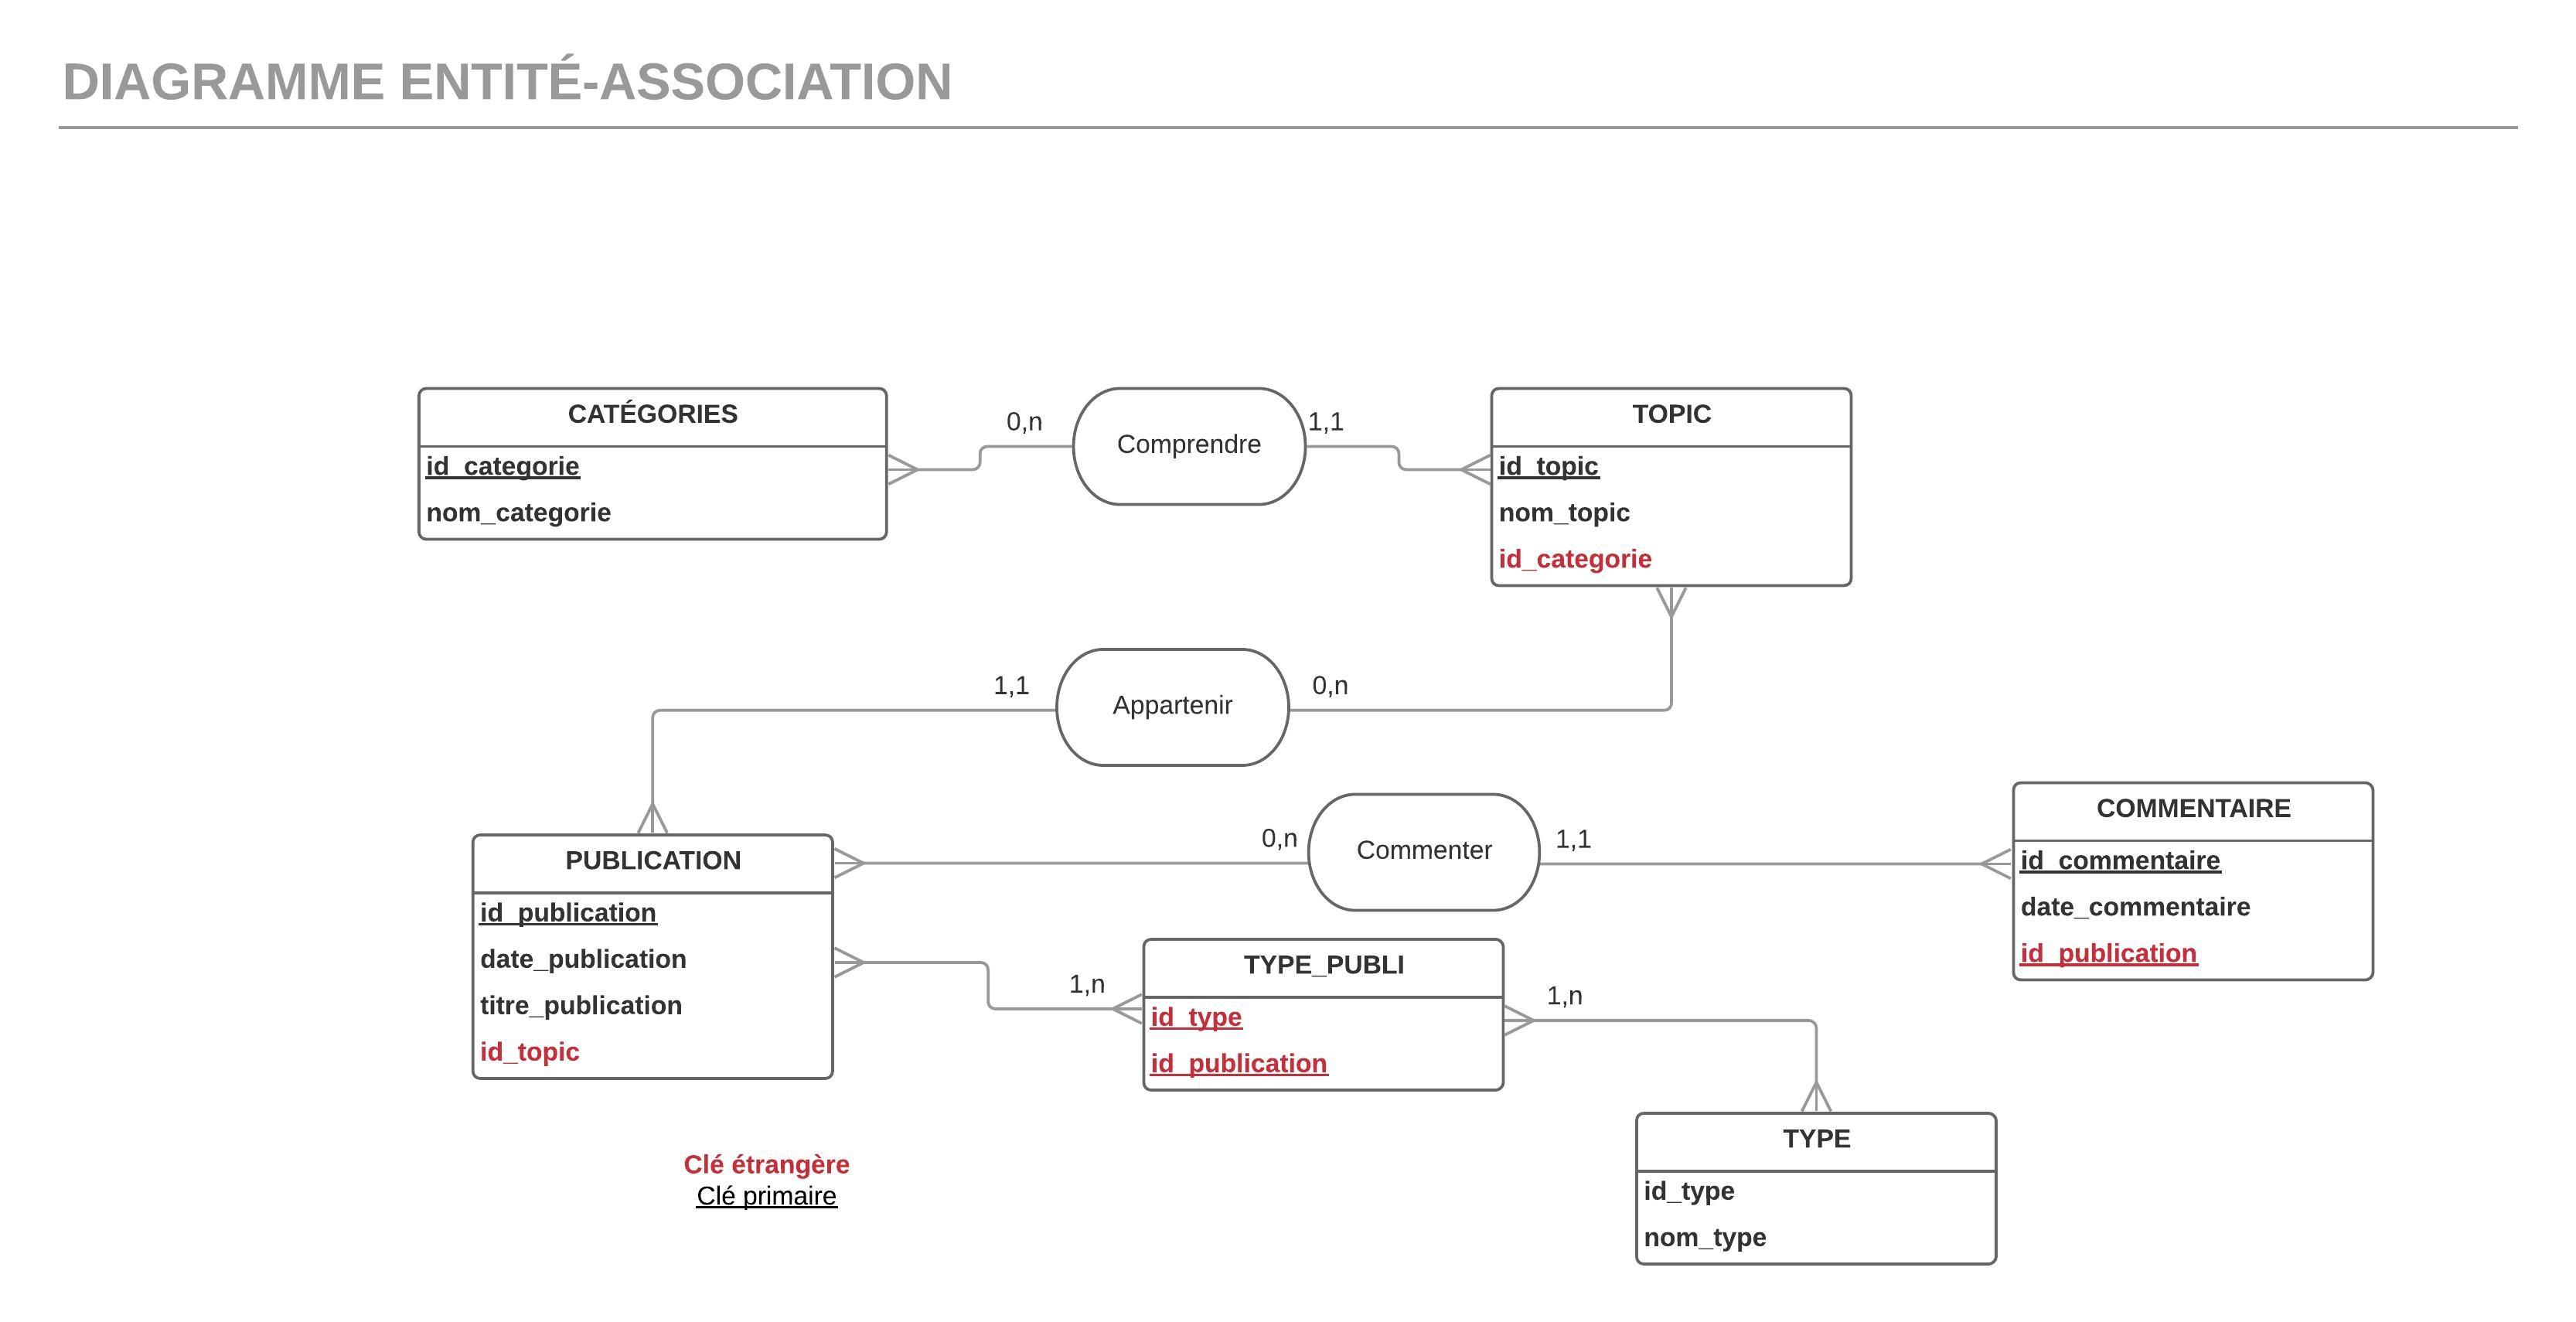 DIAGRAMME ENTITÉ-ASSOCIATION
CATÉGORIES
id_categorie
nom_categorie
0,n
Comprendre
1,1
TOPIC
id_topic
nom_topic
id_categorie
1,1
Appartenir
0,n
PUBLICATION
id_publication
date_publication
titre_publication
id_topic
0,n
Commenter
1,1
COMMENTAIRE
id_commentaire
date_commentaire
id_publication
1,n
TYPE_PUBLI
id_type
id_publication
1,n
TYPE
id_type
nom_type
Clé étrangère
Clé primaire